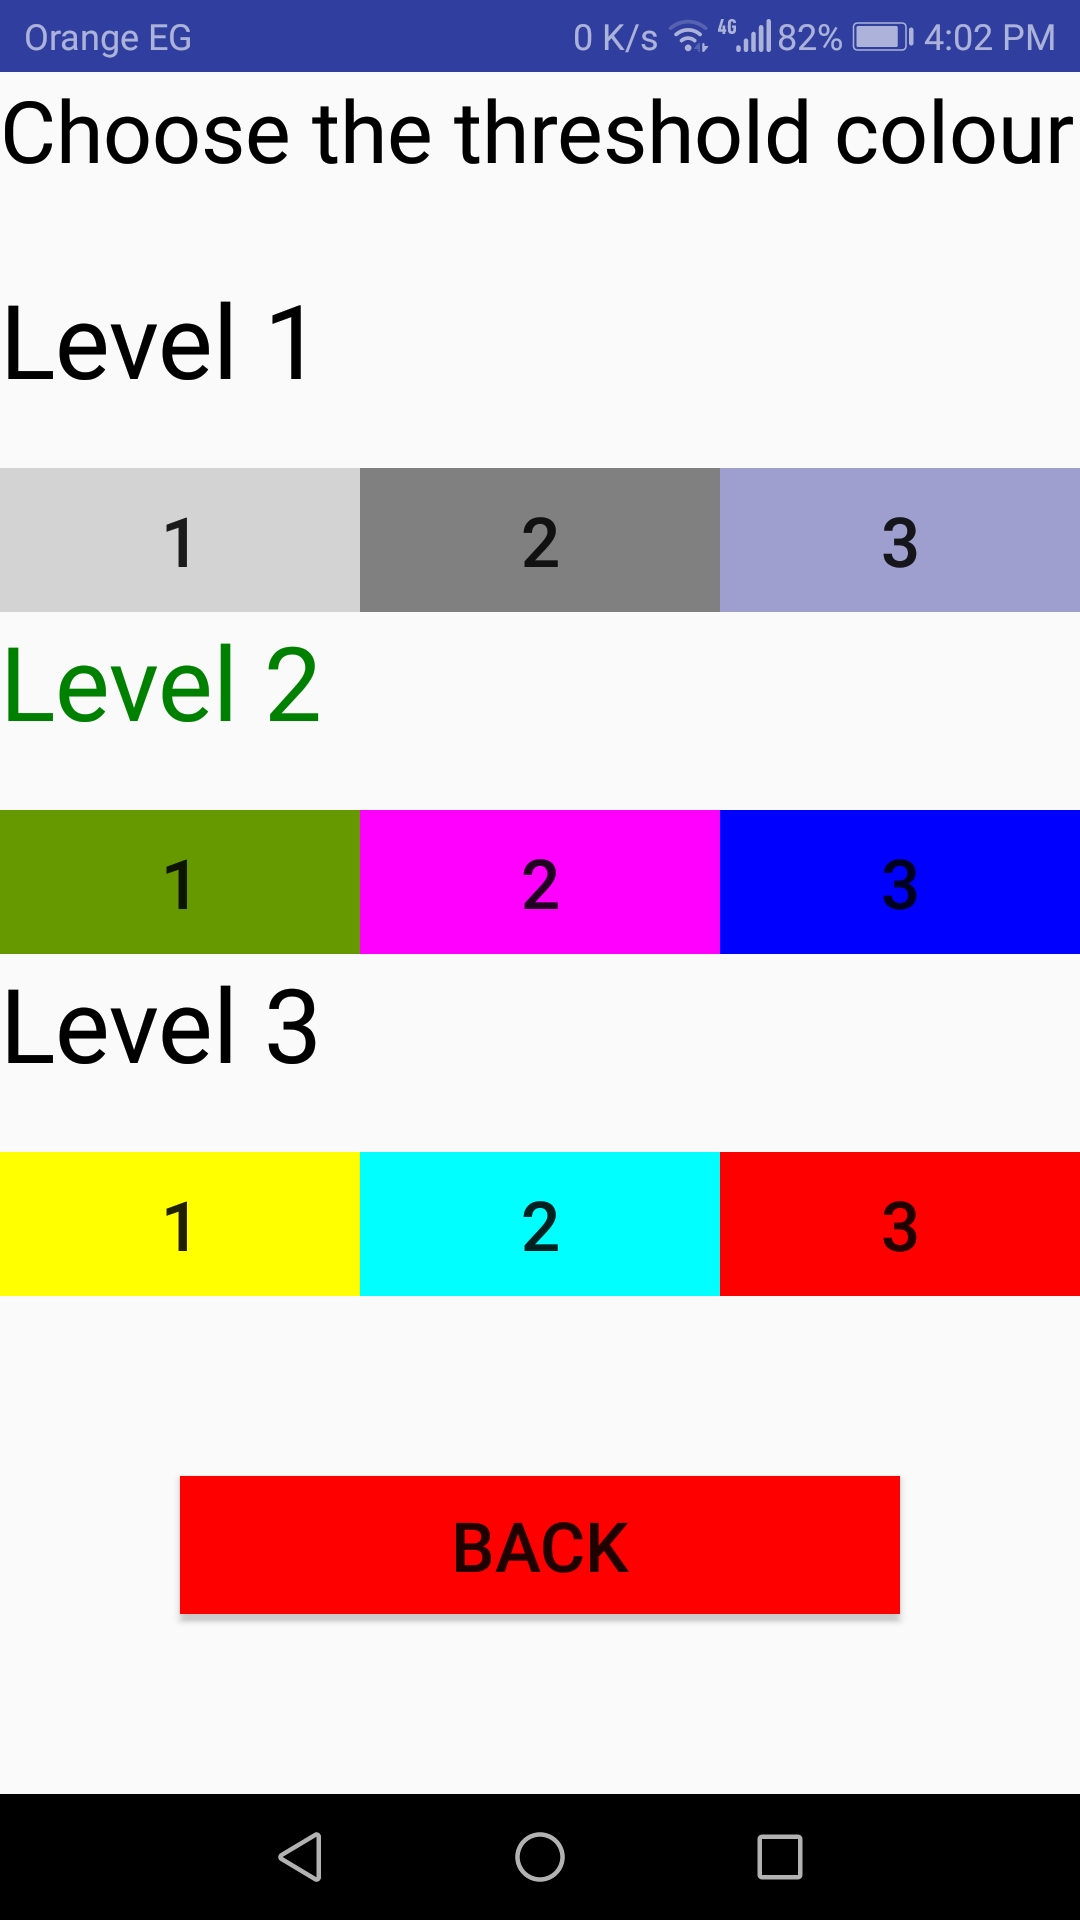 Orange EG 0 K/s 4G 82% 4:02 PM
Choose the threshold colour
Level 1
1 2 3
Level 2
1 2 3
Level 3
1 2 3
BACK